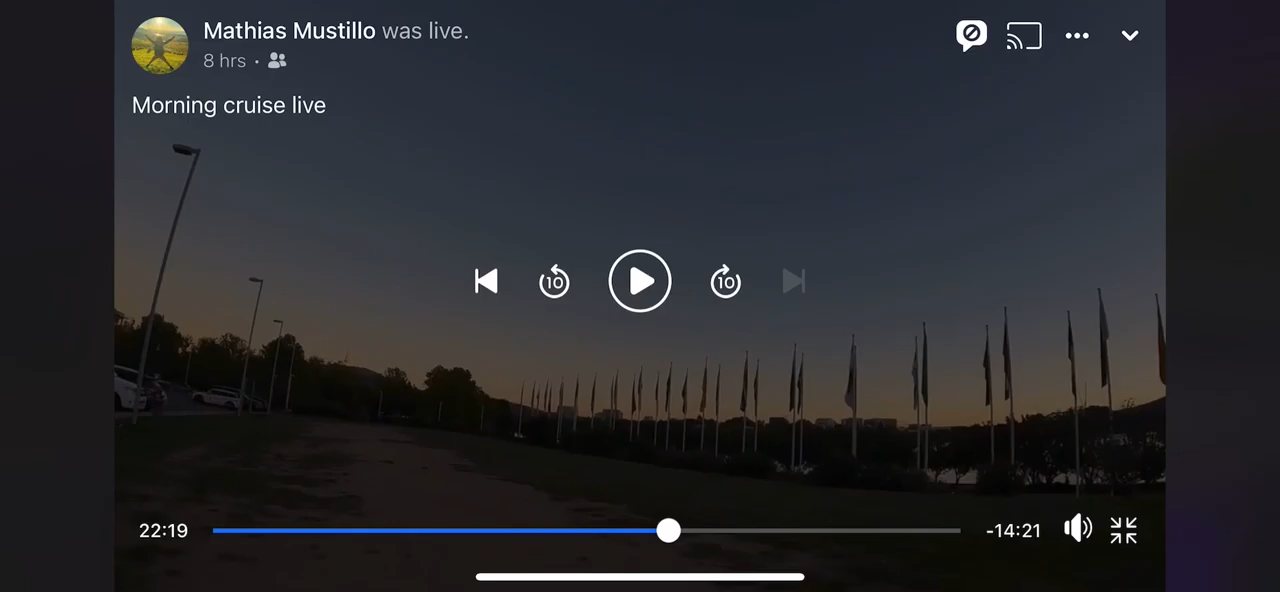 Mathias Mustillo was live.
8 hrs ·
Morning cruise live
10
10
22:19
-14:21